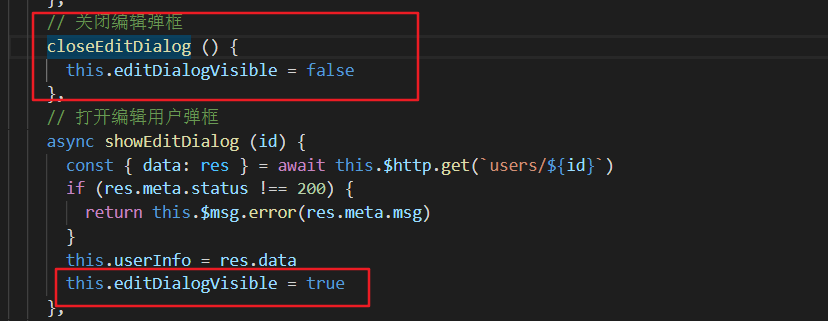 },
// 关闭编辑弹框
closeEditDialog () {
this.editDialogVisible = false
},
// 打开编辑用户弹框
async showEditDialog (id) {
const { data: res } = await this.$http.get(`users/${id}`)
if (res.meta.status !== 200) {
return this.$msg.error(res.meta.msg)
}
this.userInfo = res.data
this.editDialogVisible = true
},